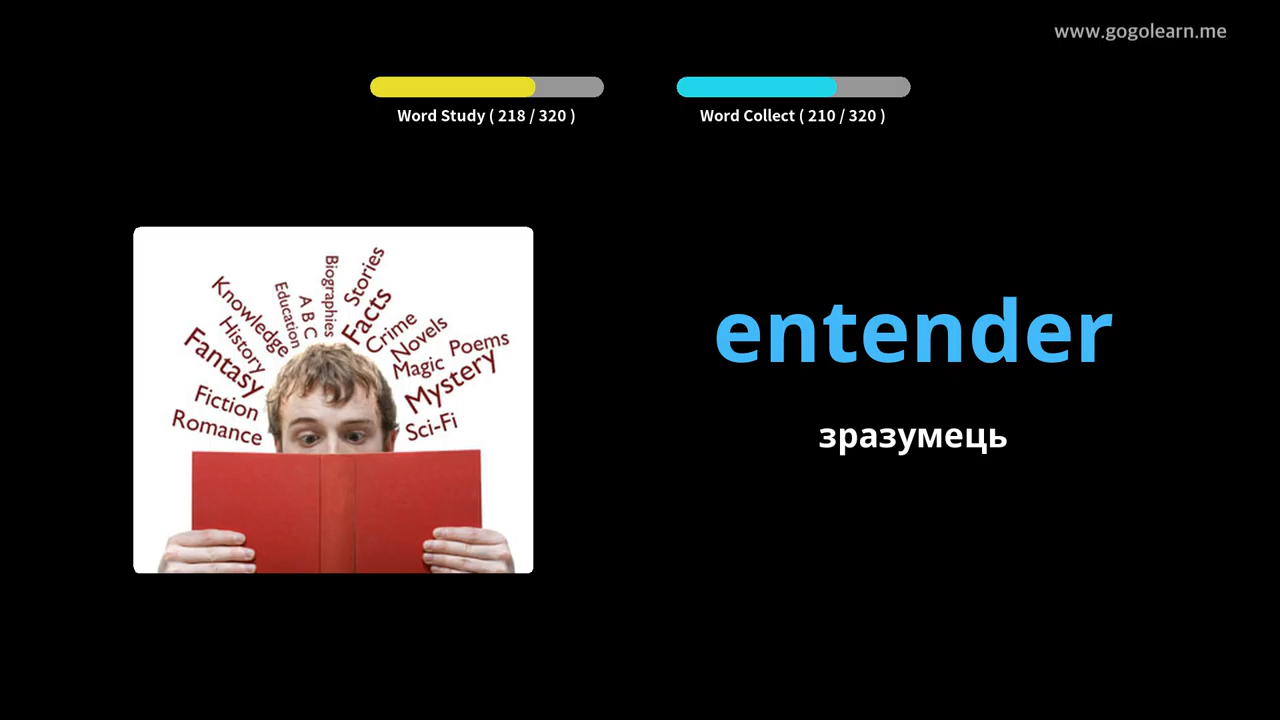 www.gogolearn.me
Word Study ( 218 / 320 )
Word Collect ( 210 / 320 )
Biographies
Stories
Education
A B C
Facts
Knowledge
Crime
History
Novels
Fantasy
Magic
Poems
Mystery
Fiction
Romance
Sci-Fi
entender
зразумець